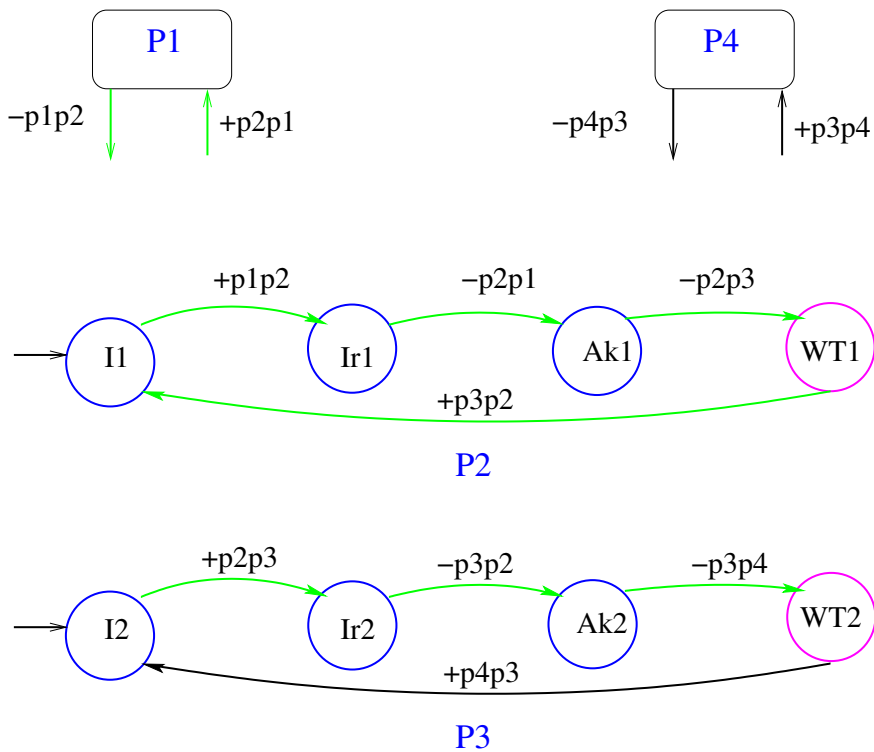 P1
P4
−p1p2
+p2p1
−p4p3
+p3p4
+p1p2
−p2p1
−p2p3
I1
Ir1
Ak1
WT1
+p3p2
P2
+p2p3
−p3p2
−p3p4
I2
Ir2
Ak2
WT2
+p4p3
P3